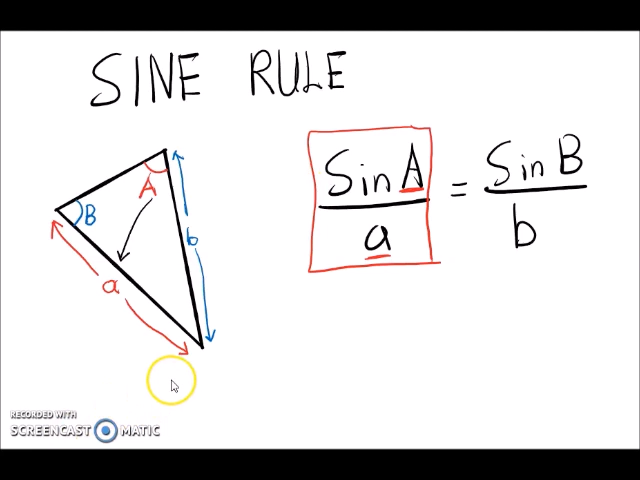 SINE RULE
Sin A / a = Sin B / b
A
B
b
a
RECORDED WITH
SCREENCAST MATIC